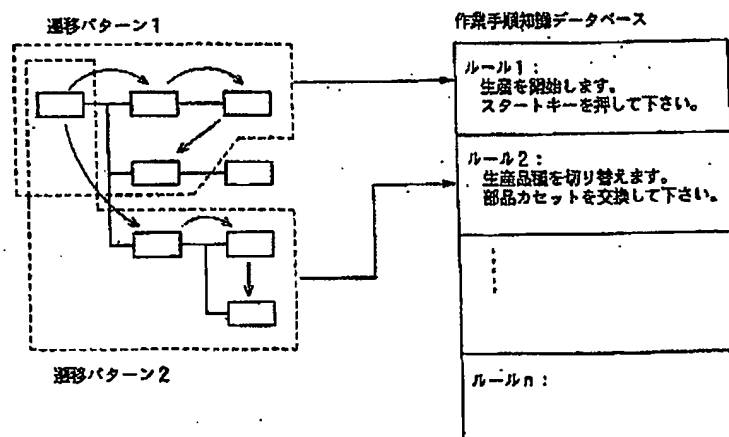 遷移パターン1
作業手順知識データベース
ルール1:
生産を開始します。
スタートキーを押して下さい。
ルール2:
生産品種を切り替えます。
部品カセットを交換して下さい。
遷移パターン2
ルールn: